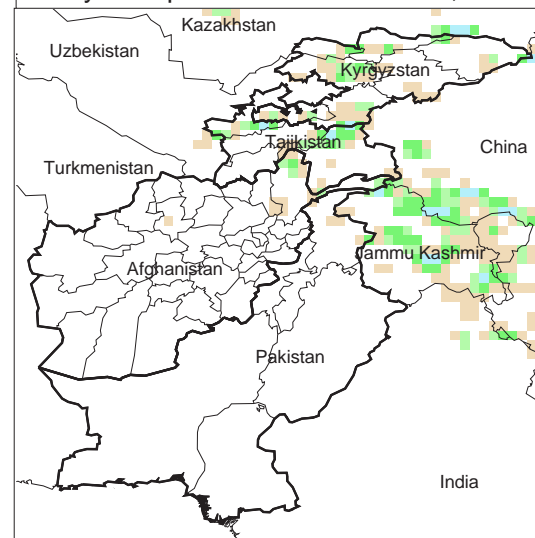 Kazakhstan
Uzbekistan
Kyrgyzstan
Tajikistan
China
Turkmenistan
Jammu Kashmir
Afghanistan
Pakistan
India